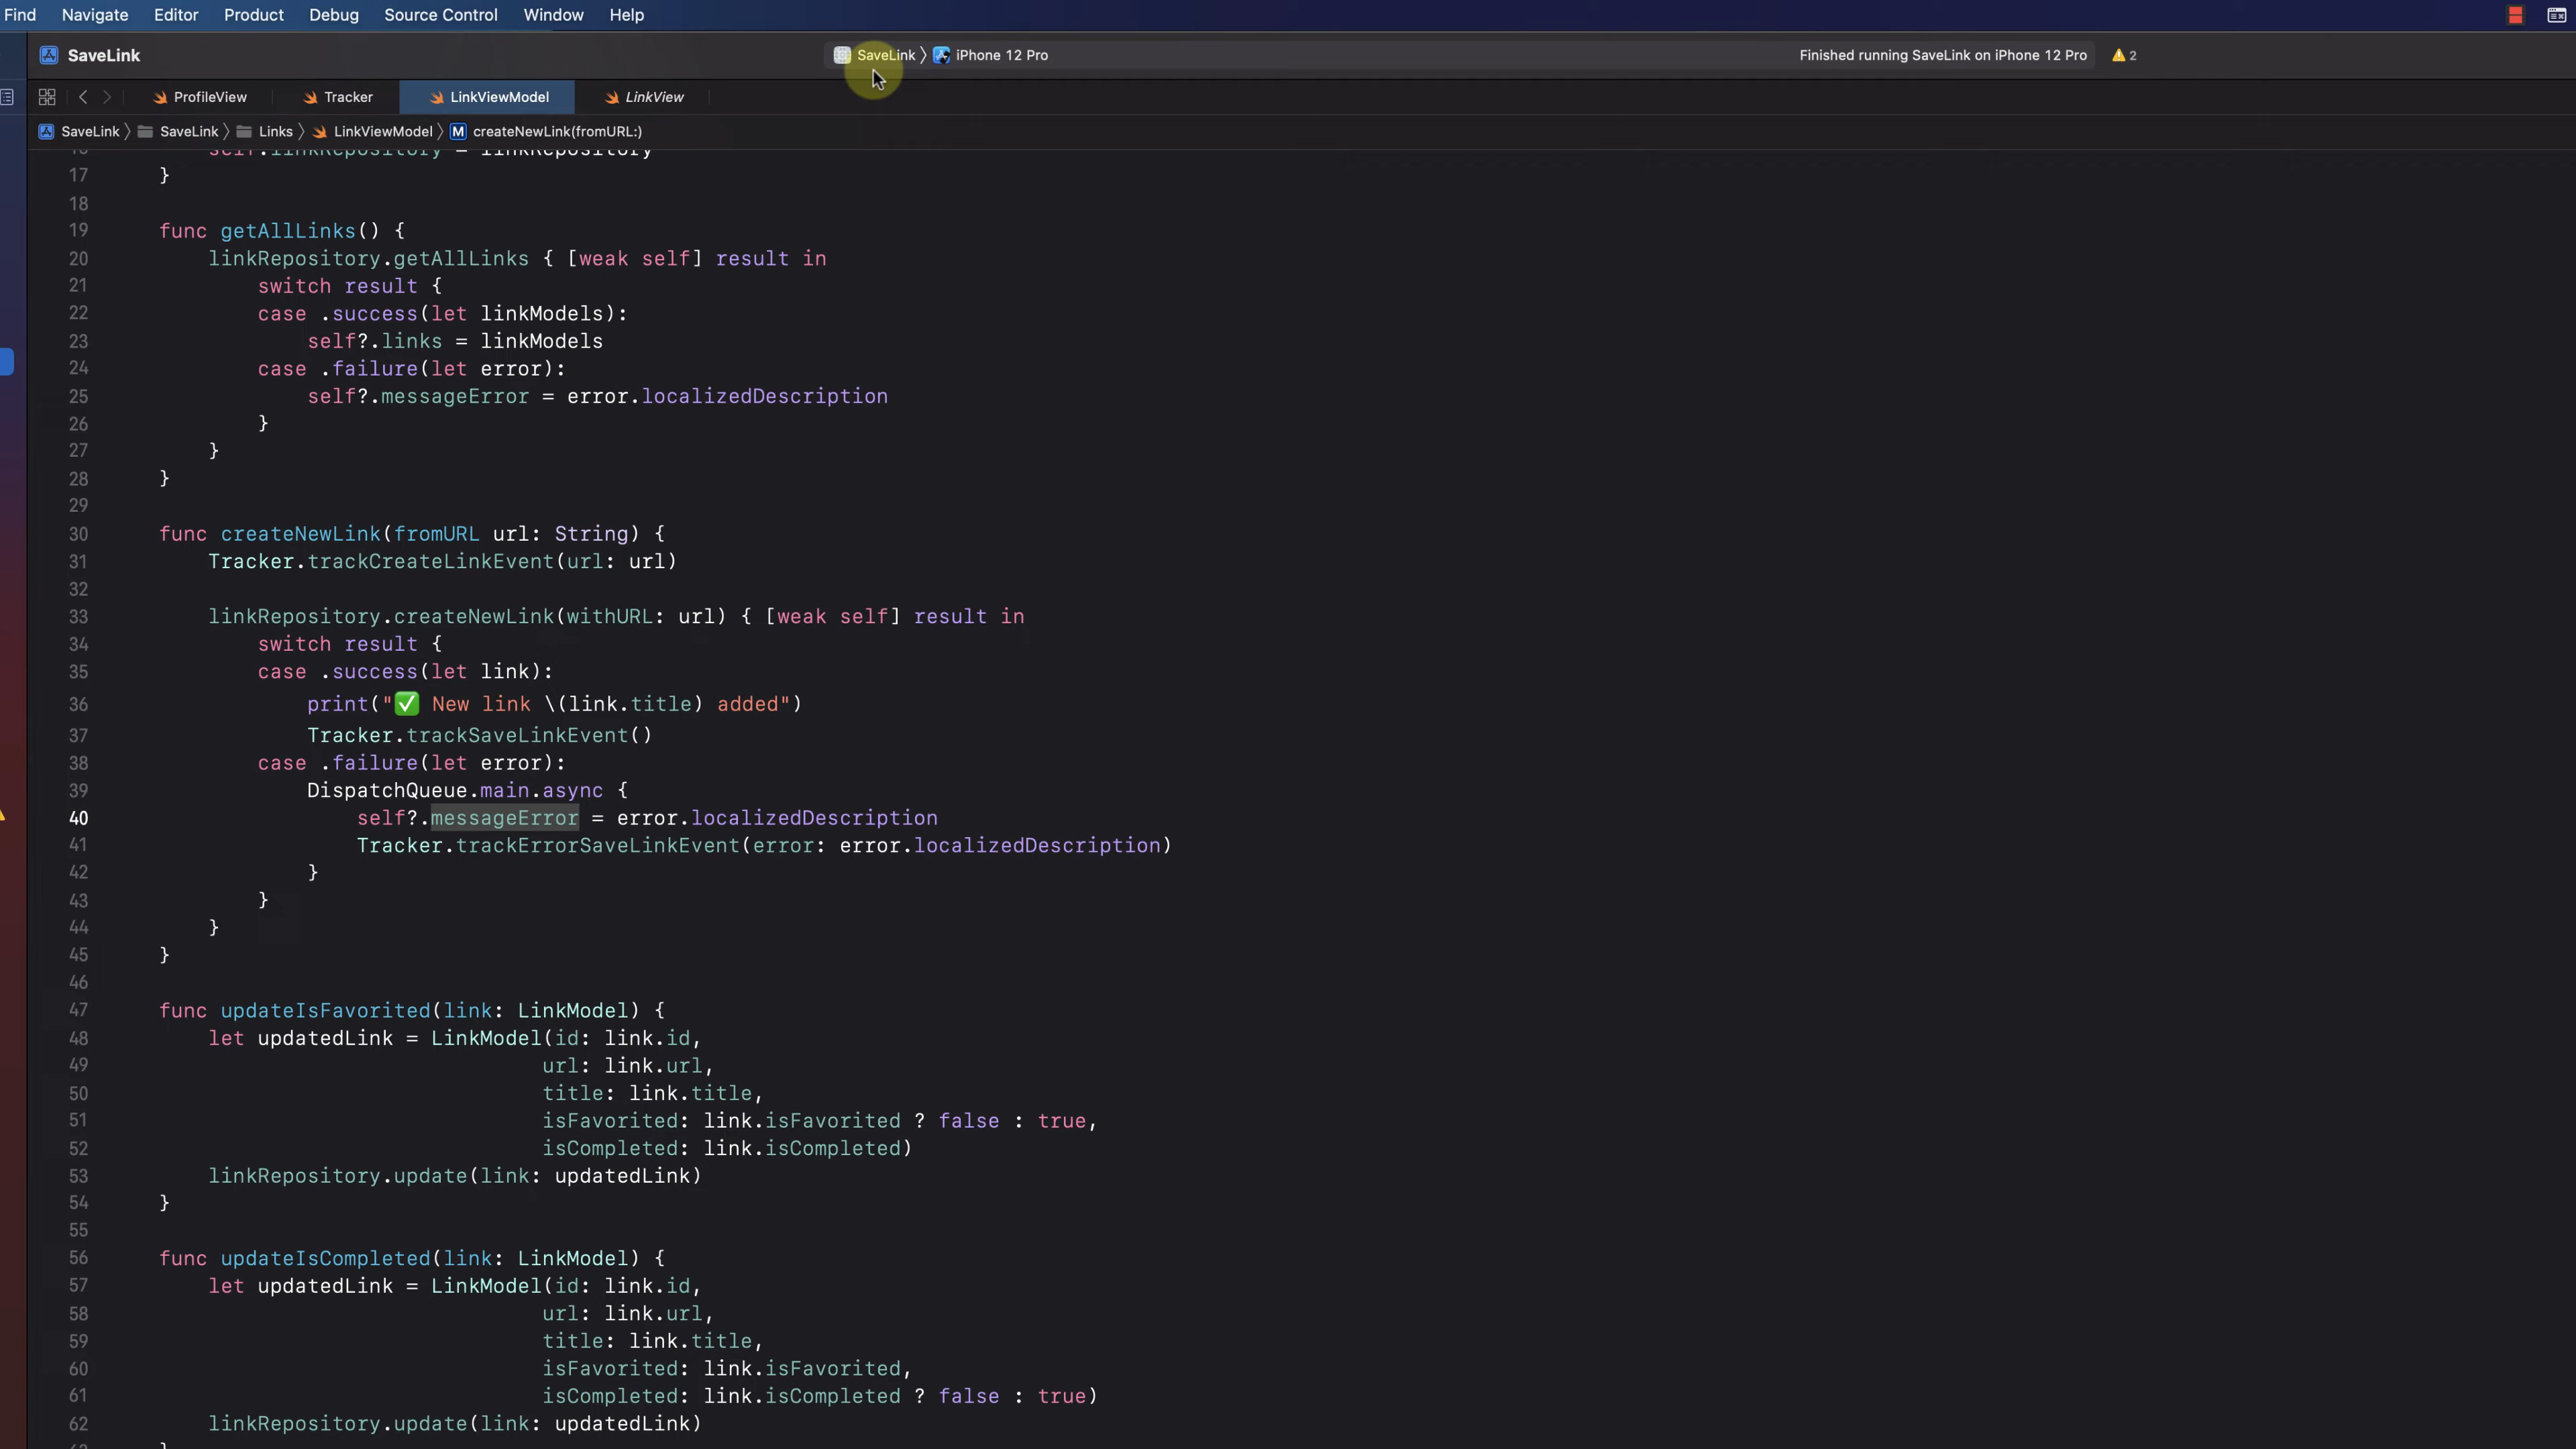 Find Navigate Editor Product Debug Source Control Window Help
SaveLink SaveLink 〉 iPhone 12 Pro Finished running SaveLink on iPhone 12 Pro 2
ProfileView Tracker LinkViewModel LinkView
SaveLink 〉 SaveLink 〉 Links 〉 LinkViewModel 〉 M createNewLink(fromURL:)
16 self.linkRepository = linkRepository
17 }
18
19 func getAllLinks() {
20 linkRepository.getAllLinks { [weak self] result in
21 switch result {
22 case .success(let linkModels):
23 self?.links = linkModels
24 case .failure(let error):
25 self?.messageError = error.localizedDescription
26 }
27 }
28 }
29
30 func createNewLink(fromURL url: String) {
31 Tracker.trackCreateLinkEvent(url: url)
32
33 linkRepository.createNewLink(withURL: url) { [weak self] result in
34 switch result {
35 case .success(let link):
36 print("✅ New link \(link.title) added")
37 Tracker.trackSaveLinkEvent()
38 case .failure(let error):
39 DispatchQueue.main.async {
40 self?.messageError = error.localizedDescription
41 Tracker.trackErrorSaveLinkEvent(error: error.localizedDescription)
42 }
43 }
44 }
45 }
46
47 func updateIsFavorited(link: LinkModel) {
48 let updatedLink = LinkModel(id: link.id,
49 url: link.url,
50 title: link.title,
51 isFavorited: link.isFavorited ? false : true,
52 isCompleted: link.isCompleted)
53 linkRepository.update(link: updatedLink)
54 }
55
56 func updateIsCompleted(link: LinkModel) {
57 let updatedLink = LinkModel(id: link.id,
58 url: link.url,
59 title: link.title,
60 isFavorited: link.isFavorited,
61 isCompleted: link.isCompleted ? false : true)
62 linkRepository.update(link: updatedLink)